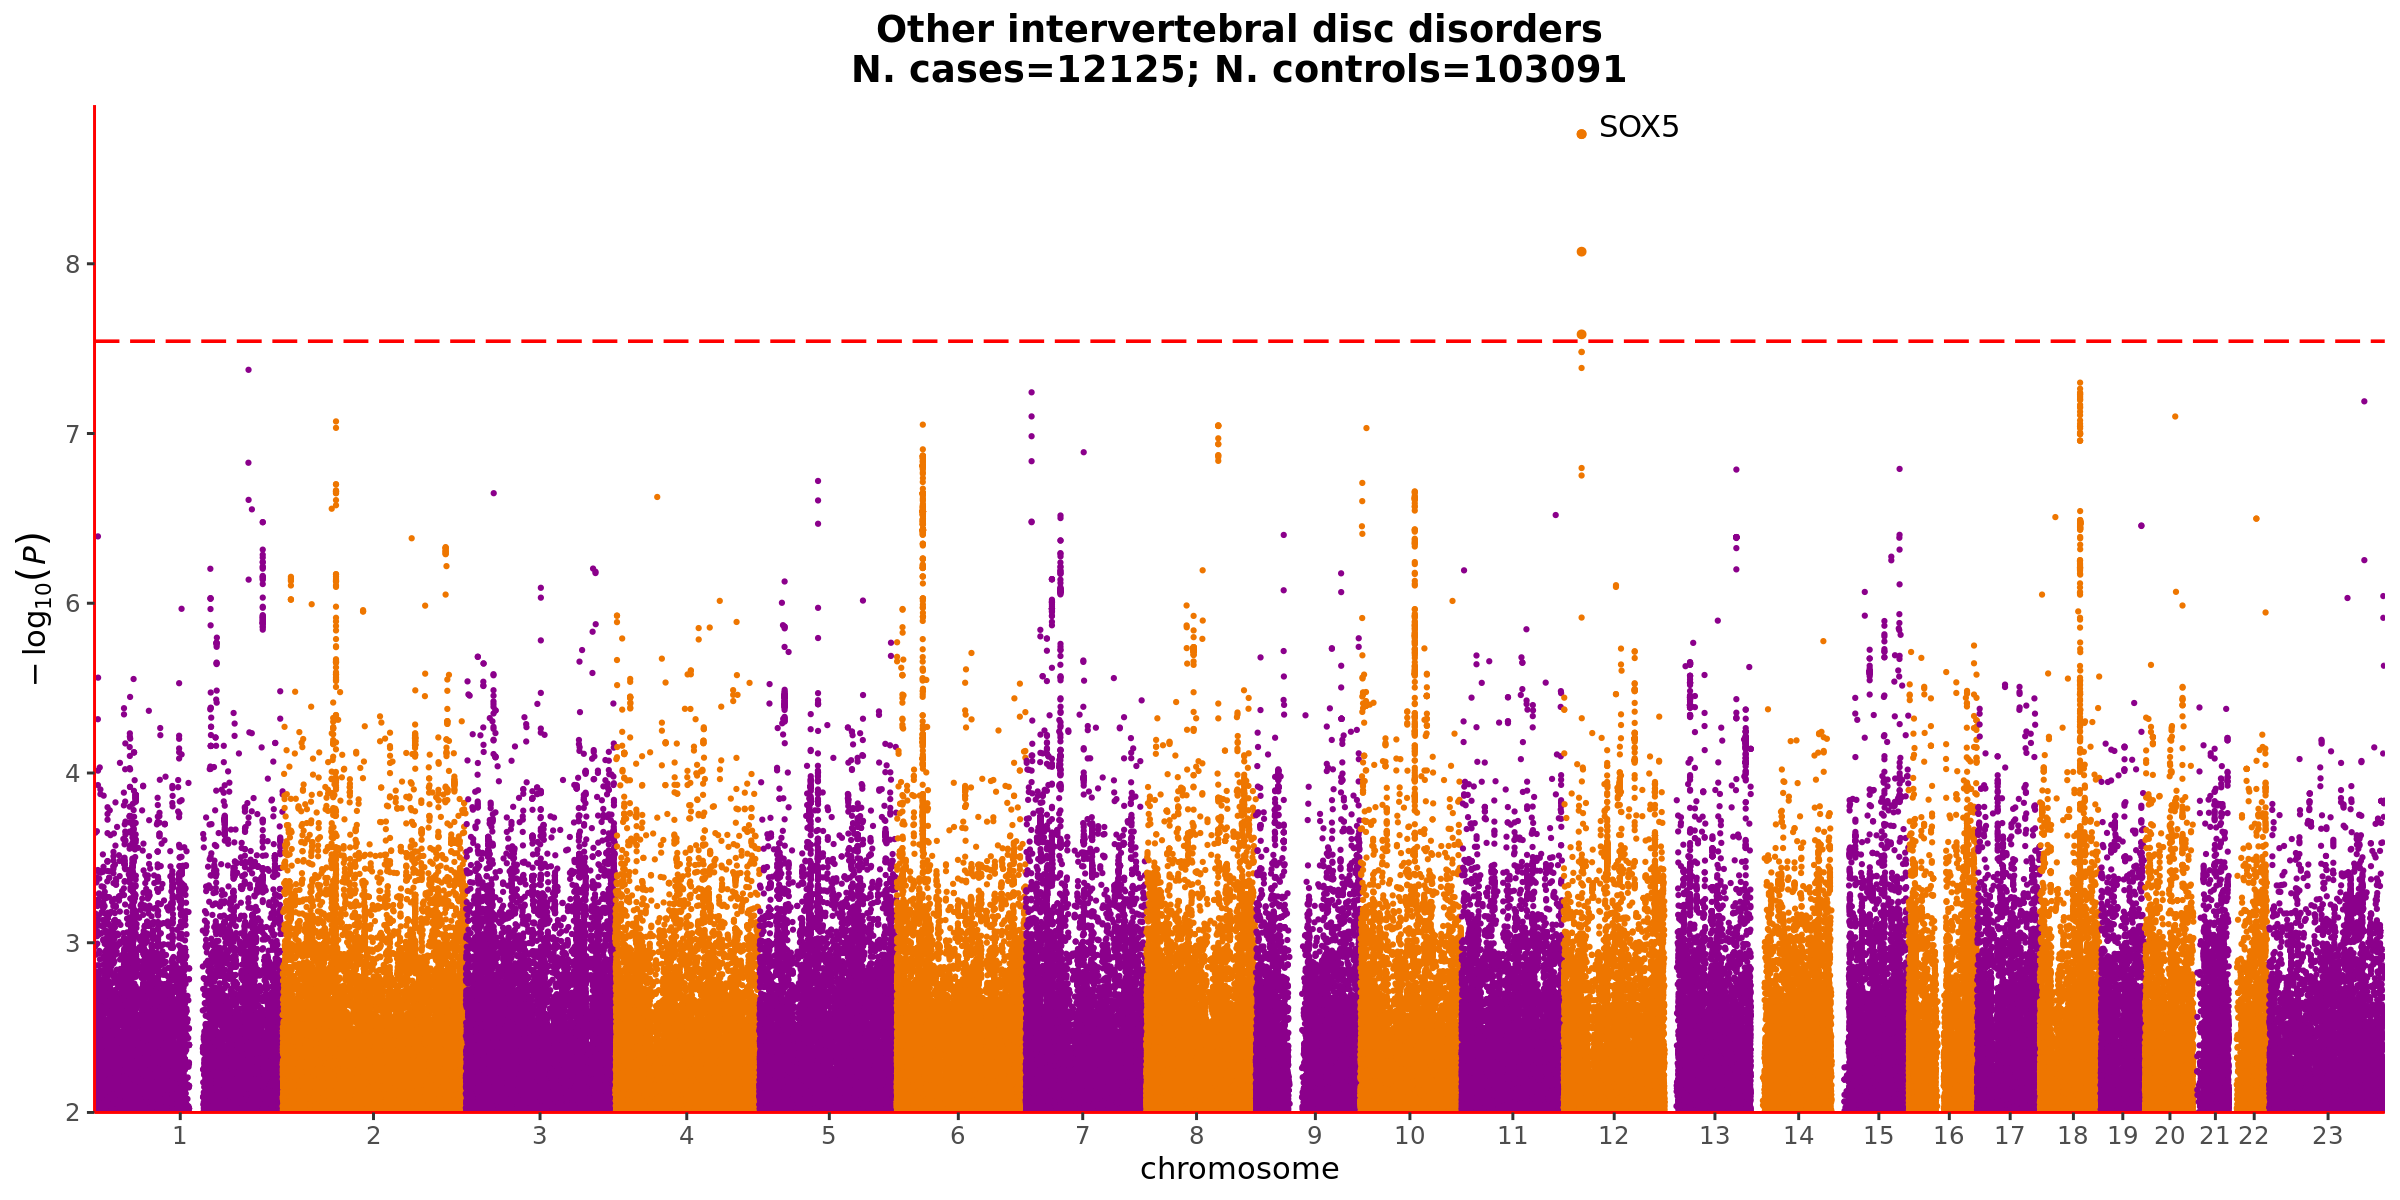 Other intervertebral disc disorders
N. cases=12125; N. controls=103091
SOX5
8
7
6
5
4
3
2
−log10(P)
1 2 3 4 5 6 7 8 9 10 11 12 13 14 15 16 17 18 19 20 21 22 23
chromosome